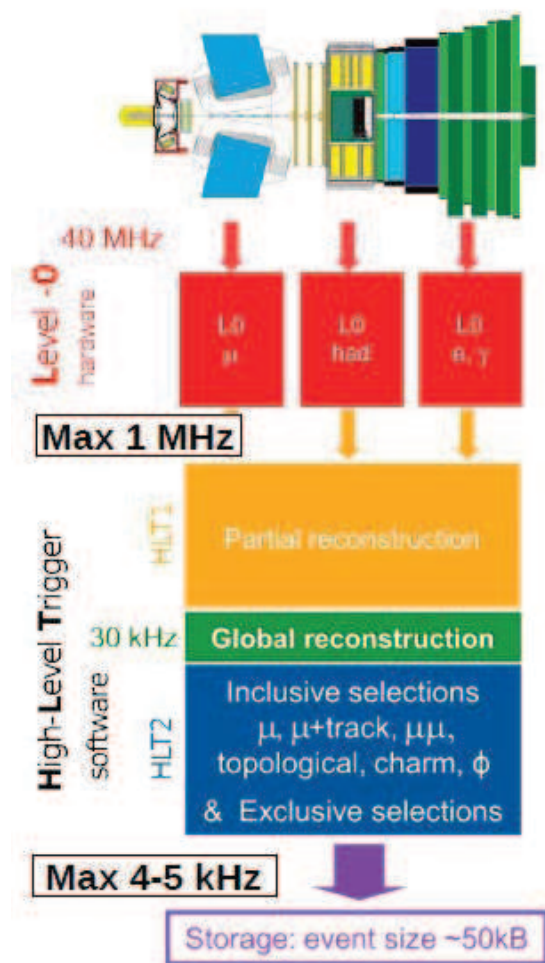 40 MHz
Level -0
hardware
L0
μ
L0
had
L0
e, γ
Max 1 MHz
High-Level Trigger
software
HLT1
Partial reconstruction
30 kHz
Global reconstruction
HLT2
Inclusive selections
μ, μ+track, μμ,
topological, charm, ϕ
& Exclusive selections
Max 4-5 kHz
Storage: event size ~50kB